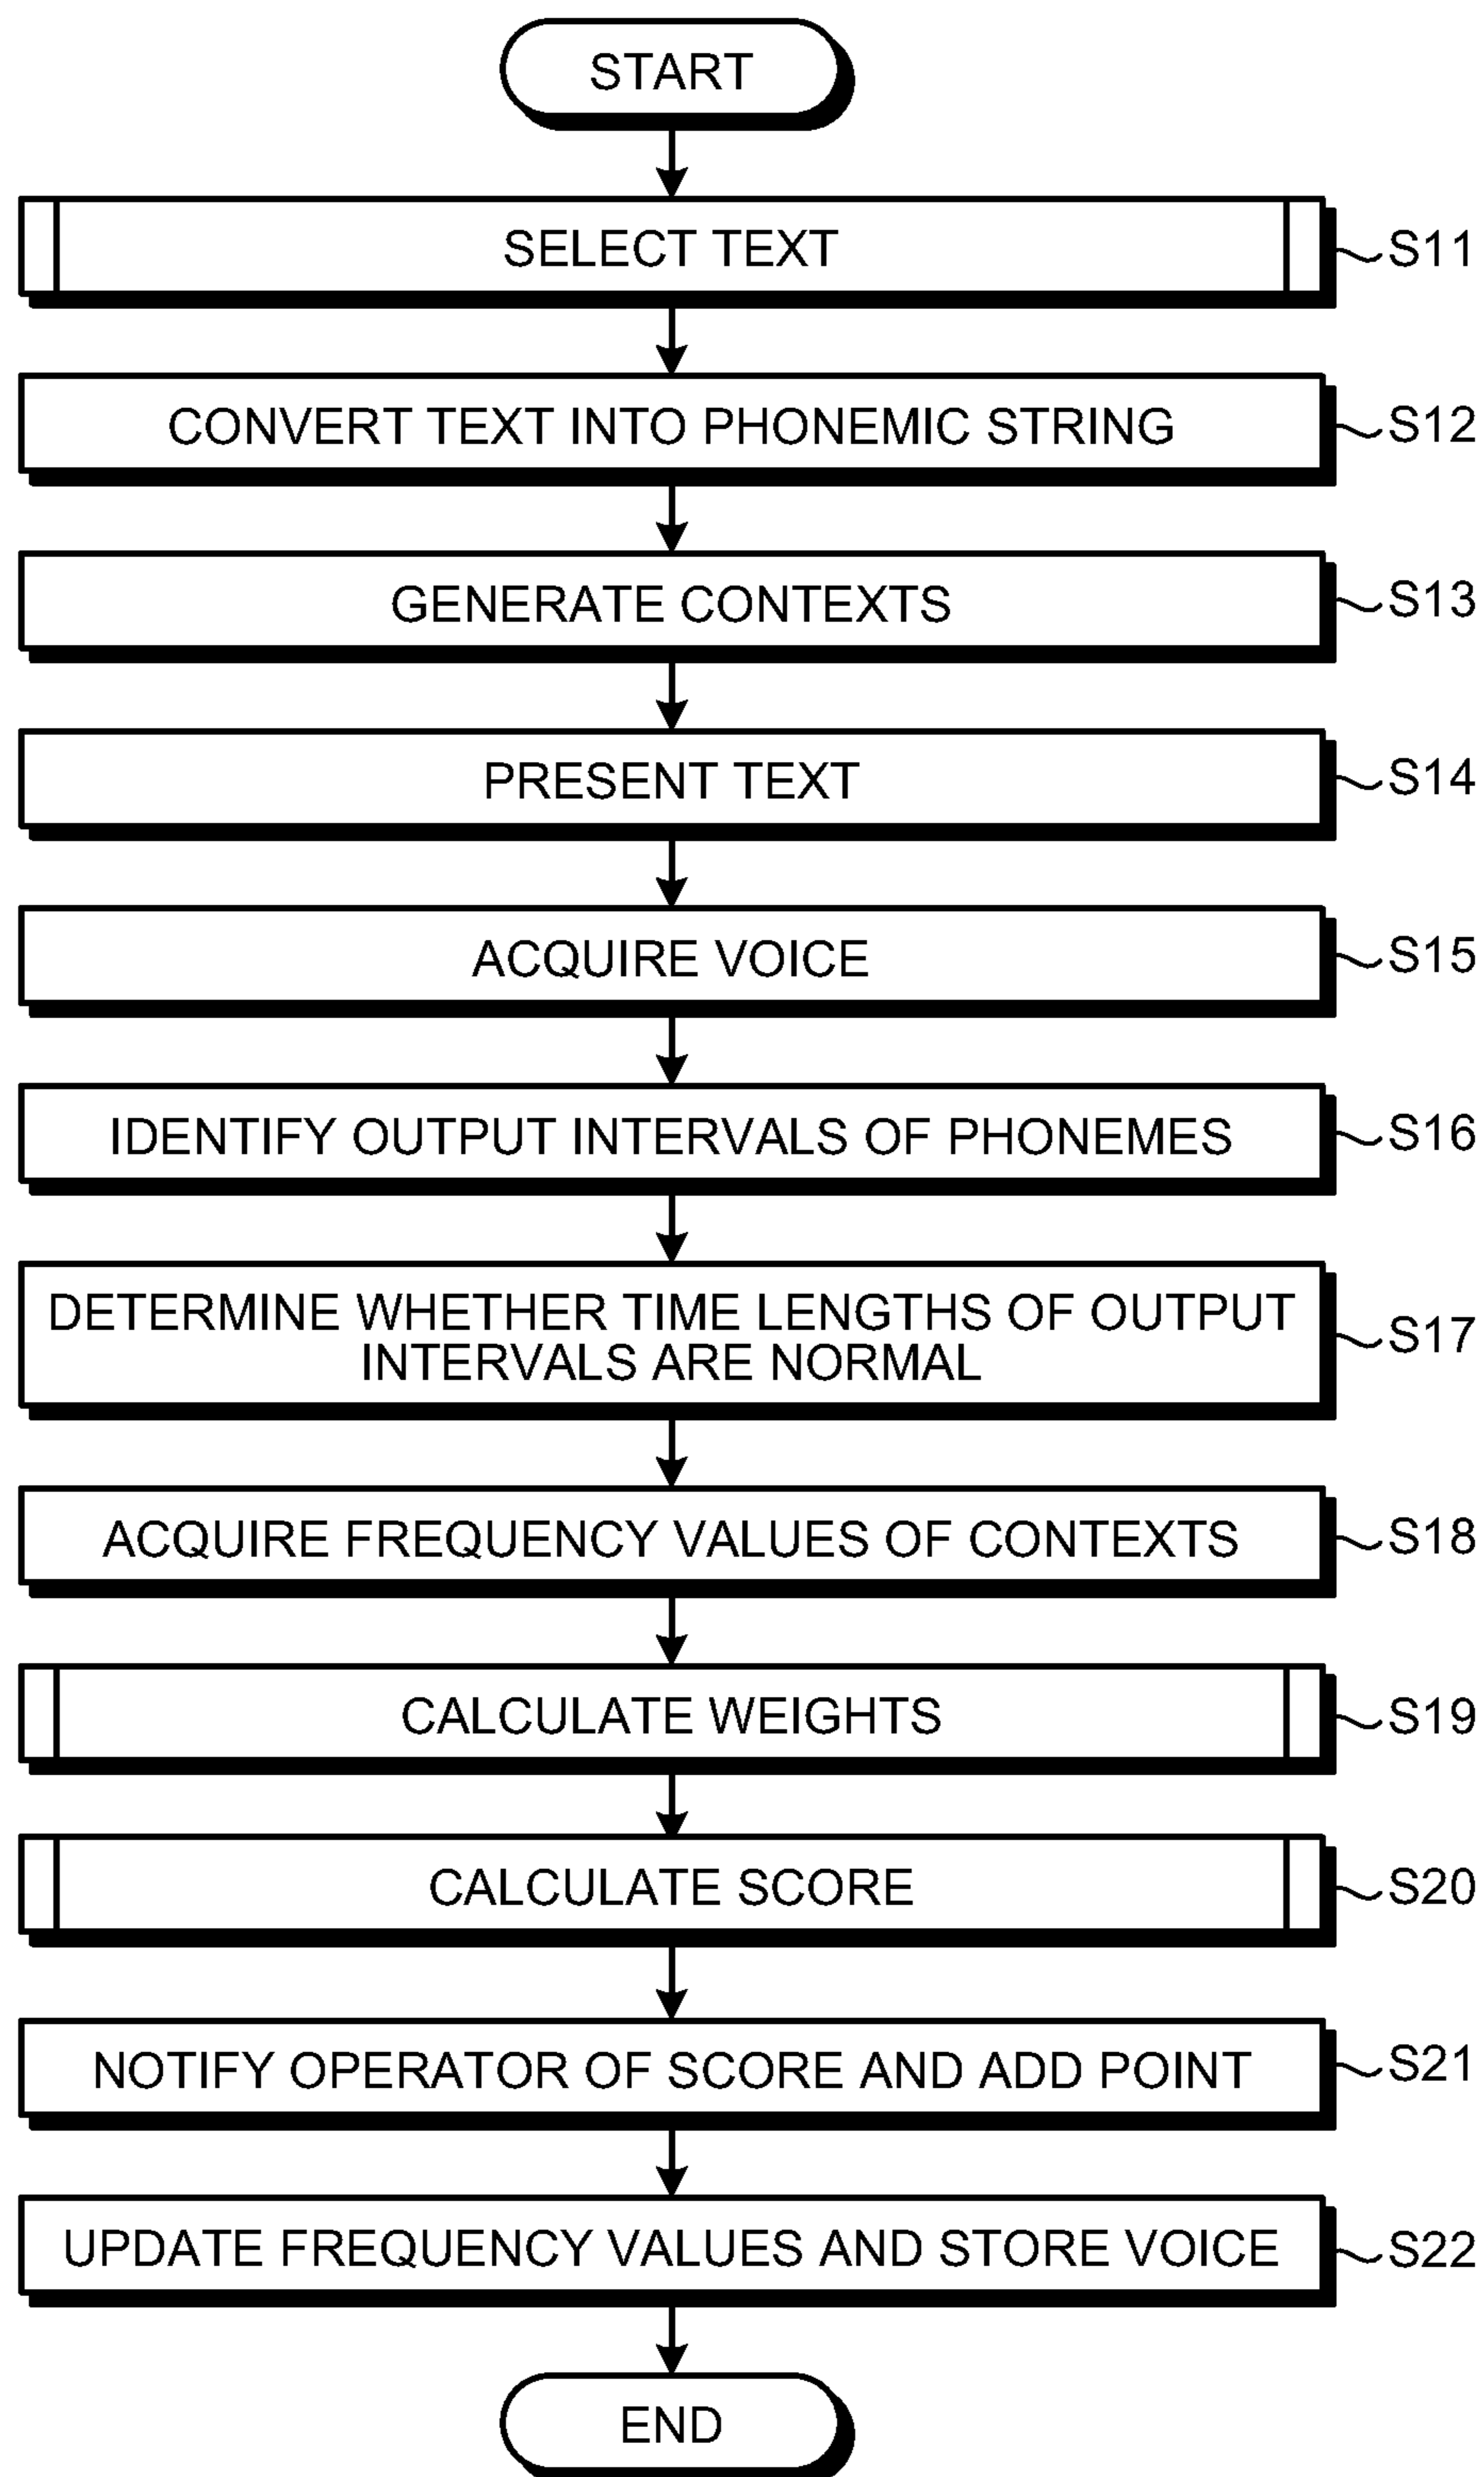 START
SELECT TEXT S11
CONVERT TEXT INTO PHONEMIC STRING S12
GENERATE CONTEXTS S13
PRESENT TEXT S14
ACQUIRE VOICE S15
IDENTIFY OUTPUT INTERVALS OF PHONEMES S16
DETERMINE WHETHER TIME LENGTHS OF OUTPUT
INTERVALS ARE NORMAL S17
ACQUIRE FREQUENCY VALUES OF CONTEXTS S18
CALCULATE WEIGHTS S19
CALCULATE SCORE S20
NOTIFY OPERATOR OF SCORE AND ADD POINT S21
UPDATE FREQUENCY VALUES AND STORE VOICE S22
END